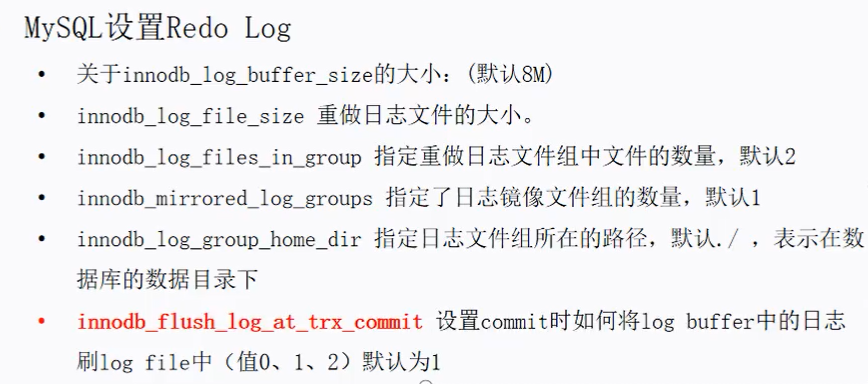 MySQL设置Redo Log
• 关于innodb_log_buffer_size的大小：(默认8M)
• innodb_log_file_size 重做日志文件的大小。
• innodb_log_files_in_group 指定重做日志文件组中文件的数量，默认2
• innodb_mirrored_log_groups 指定了日志镜像文件组的数量，默认1
• innodb_log_group_home_dir 指定日志文件组所在的路径，默认./ ，表示在数
据库的数据目录下
• innodb_flush_log_at_trx_commit 设置commit时如何将log buffer中的日志
刷log file中（值0、1、2）默认为1